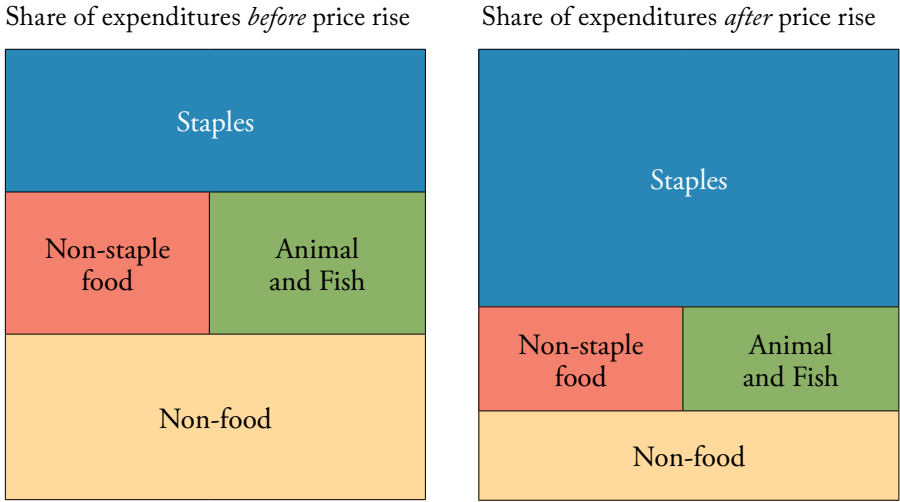 Share of expenditures before price rise
Staples
Non-staple
food
Animal
and Fish
Non-food
Share of expenditures after price rise
Staples
Non-staple
food
Animal
and Fish
Non-food